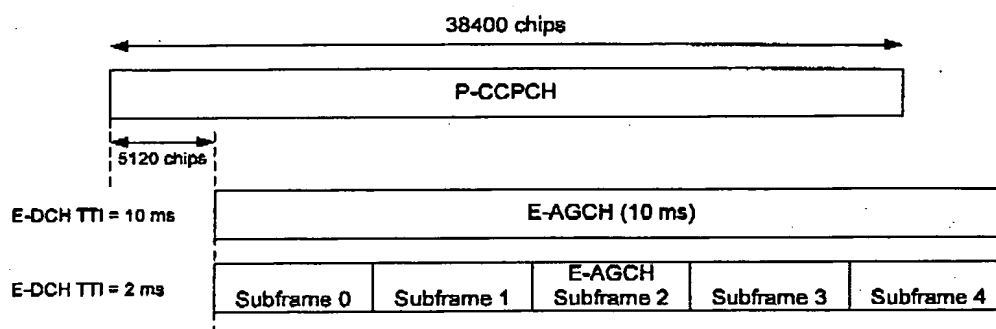 38400 chips
P-CCPCH
5120 chips
E-DCH TTI = 10 ms
E-AGCH (10 ms)
E-DCH TTI = 2 ms
Subframe 0
Subframe 1
E-AGCH
Subframe 2
Subframe 3
Subframe 4